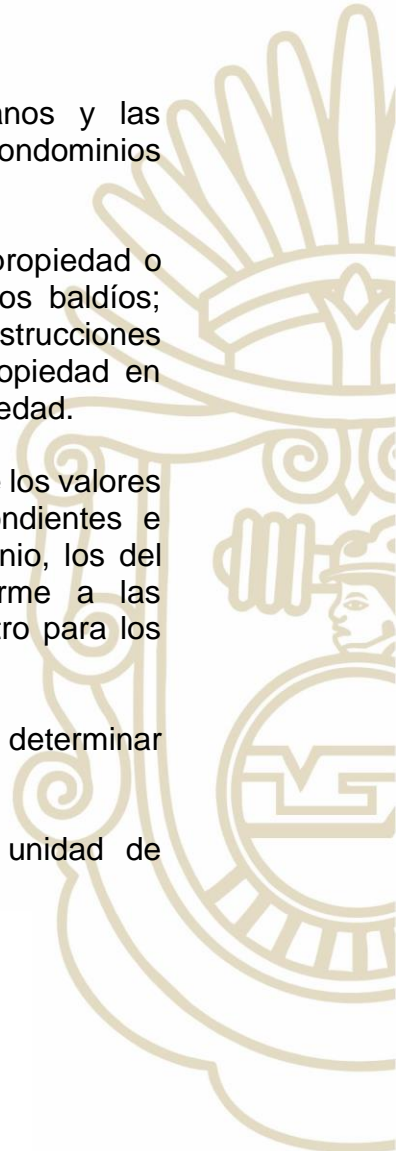 anos y las
ondominios
propiedad o
os baldíos;
strucciones
opiedad en
edad.
los valores
ondientes e
nio, los del
rme a las
tro para los
determinar
unidad de